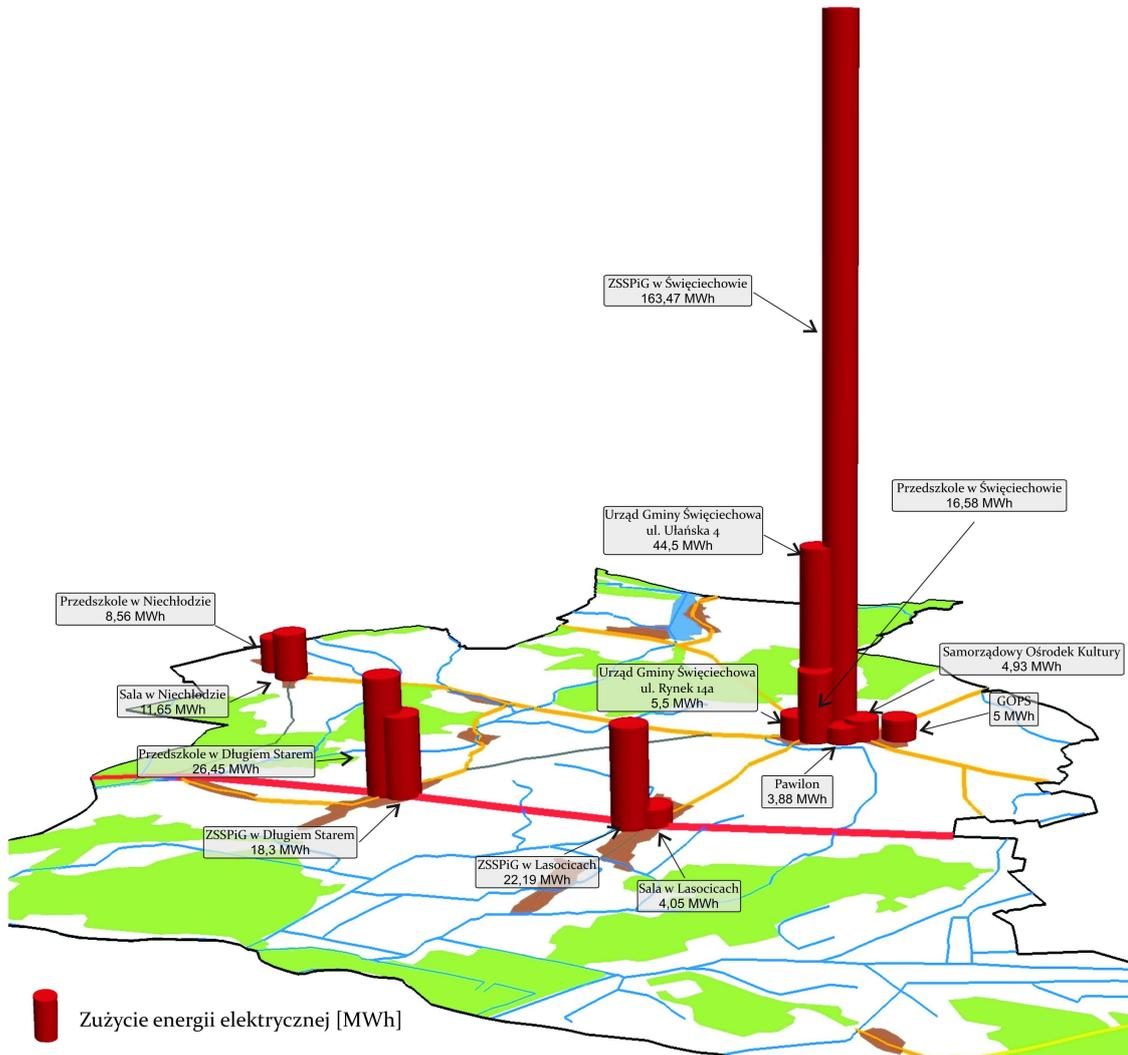 ZSSPiG w Święciechowie
163,47 MWh
Przedszkole w Święciechowie
16,58 MWh
Urząd Gminy Święciechowa
ul. Ułańska 4
44,5 MWh
Przedszkole w Niechłodzie
8,56 MWh
Samorządowy Ośrodek Kultury
4,93 MWh
Urząd Gminy Święciechowa
ul. Rynek 14a
5,5 MWh
Sala w Niechłodzie
11,65 MWh
GOPS
5 MWh
Przedszkole w Długiem Starem
26,45 MWh
Pawilon
3,88 MWh
ZSSPiG w Długiem Starem
18,3 MWh
ZSSPiG w Lasocicach
22,19 MWh
Sala w Lasocicach
4,05 MWh
Zużycie energii elektrycznej [MWh]